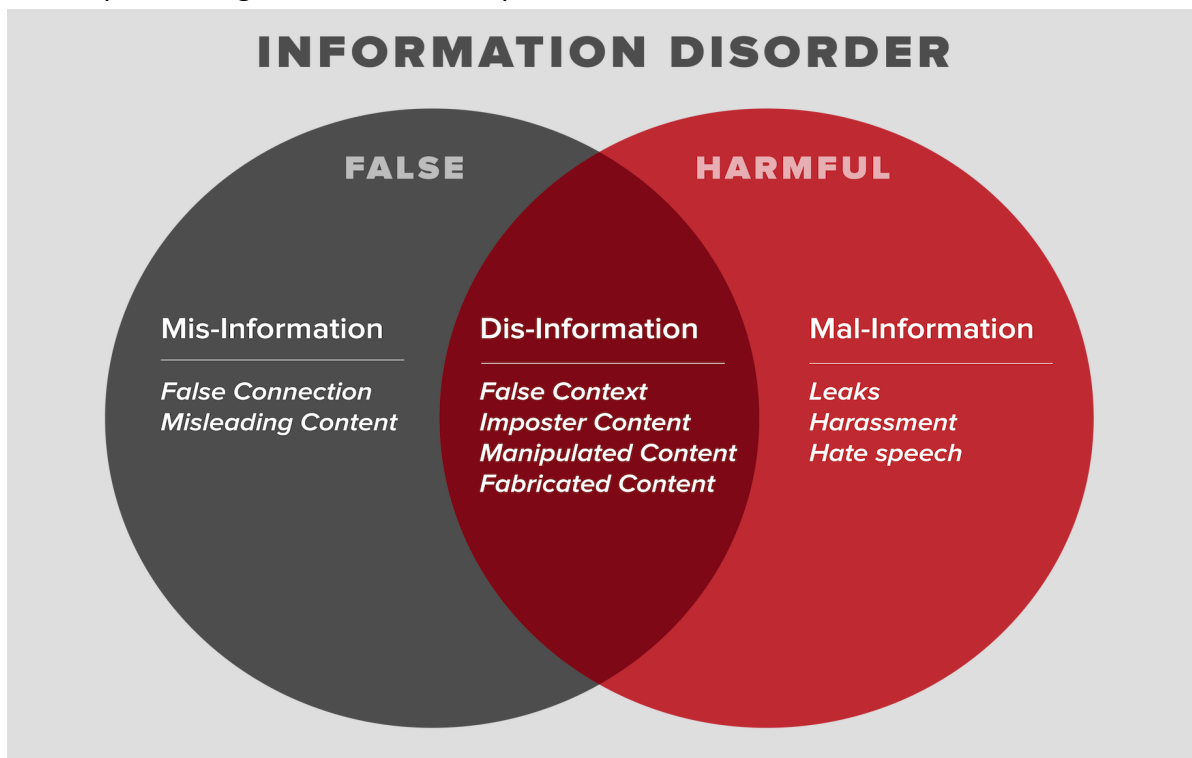 INFORMATION DISORDER
FALSE
HARMFUL
Mis-Information
False Connection
Misleading Content
Dis-Information
False Context
Imposter Content
Manipulated Content
Fabricated Content
Mal-Information
Leaks
Harassment
Hate speech